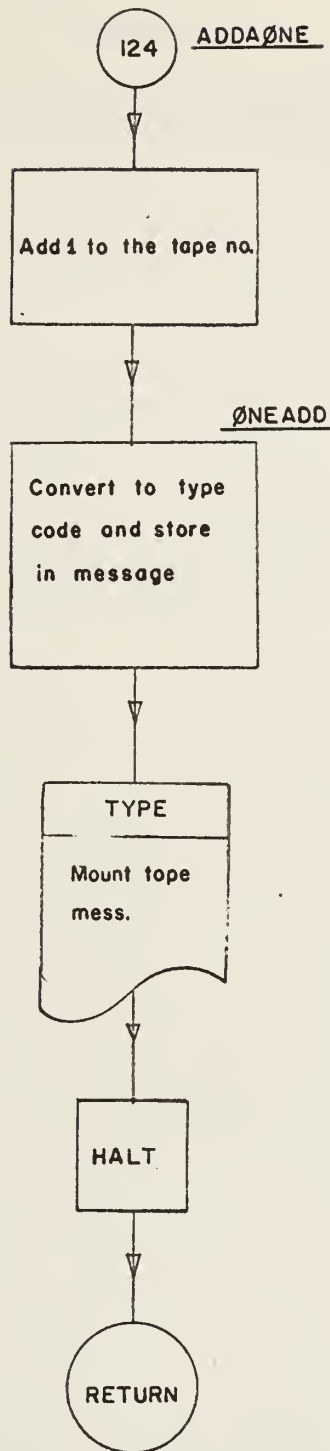 124
ADDAØNE
Add 1 to the tape no.
ØNEADD
Convert to type
code and store
in message
TYPE
Mount tape
mess.
HALT
RETURN